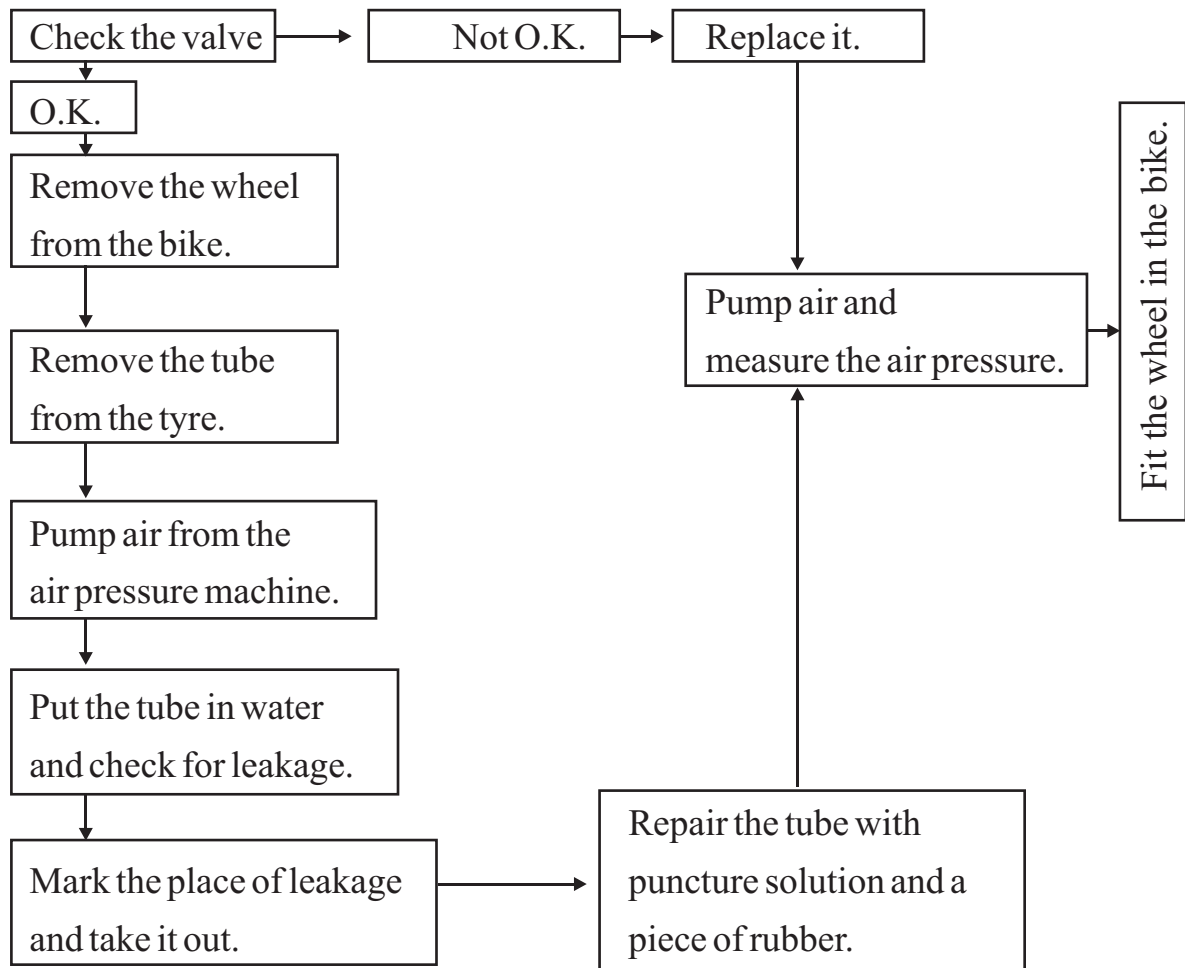 Check the valve
Not O.K.
Replace it.
O.K.
Remove the wheel
from the bike.
Remove the tube
from the tyre.
Pump air from the
air pressure machine.
Put the tube in water
and check for leakage.
Mark the place of leakage
and take it out.
Repair the tube with
puncture solution and a
piece of rubber.
Pump air and
measure the air pressure.
Fit the wheel in the bike.